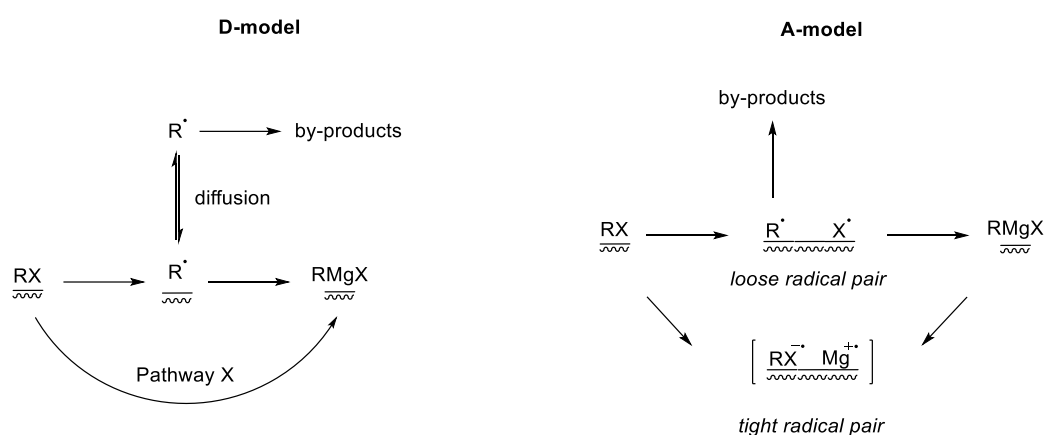 D-model
A-model
by-products
R• → by-products
diffusion
RX → R• → RMgX
RX → R• X• → RMgX
loose radical pair
Pathway X
[ RX−• Mg+• ]
tight radical pair